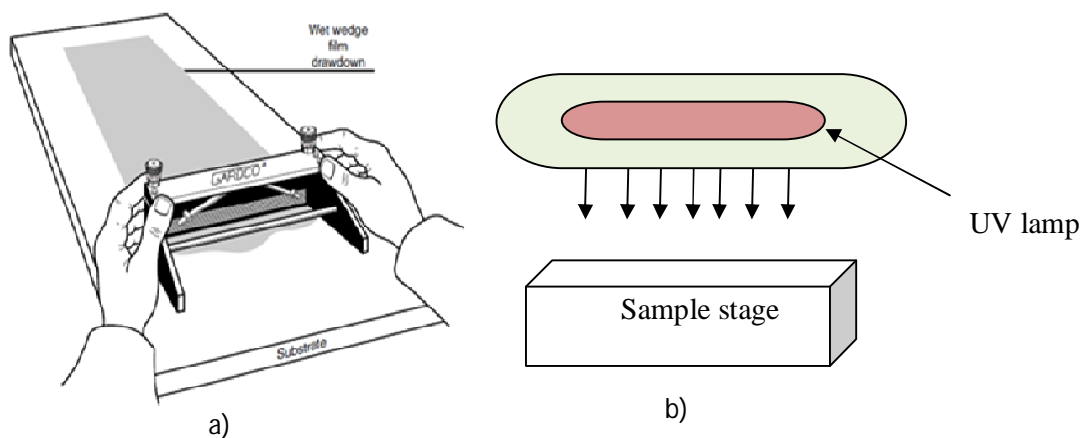 Wet wedge
film
drawdown
GARDCO
Substrate
a)
UV lamp
Sample stage
b)